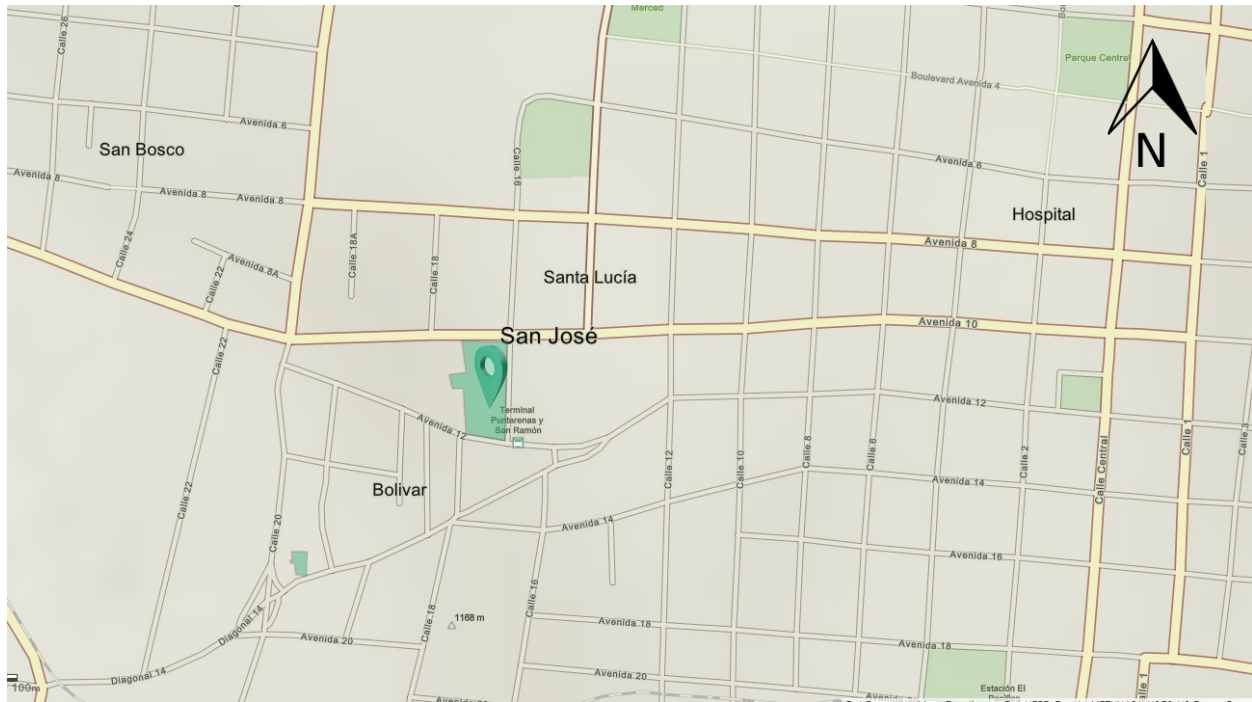 Merced
Calle 26
Parque Central
Boulevard Avenida 4
N
Avenida 6
San Bosco
Calle 16
Avenida 6
Calle 1
Avenida 8
Avenida 8
Avenida 8
Hospital
Calle 24
Avenida 8A
Calle 22
Calle 18A
Calle 18
Santa Lucía
Avenida 8
San José
Avenida 10
Calle 22
Avenida 12
Terminal
Puntarenas y
San Ramón
Avenida 12
Calle 12
Calle 10
Calle 8
Calle 6
Calle 2
Calle Central
Calle 1
Calle 3
Bolivar
Calle 22
Calle 20
Avenida 14
Avenida 14
Avenida 16
Calle 18
Calle 16
1168 m
Diagonal 14
Avenida 20
Avenida 18
Avenida 18
Diagonal 14
Avenida 20
100m
Estación El
Calle 1